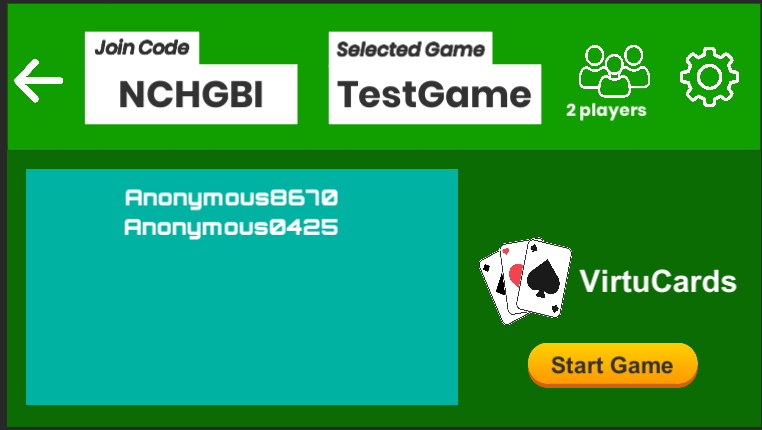 Join Code
NCHGBI
Selected Game
TestGame
2 players
Anonymous8670
Anonymous0425
VirtuCards
Start Game